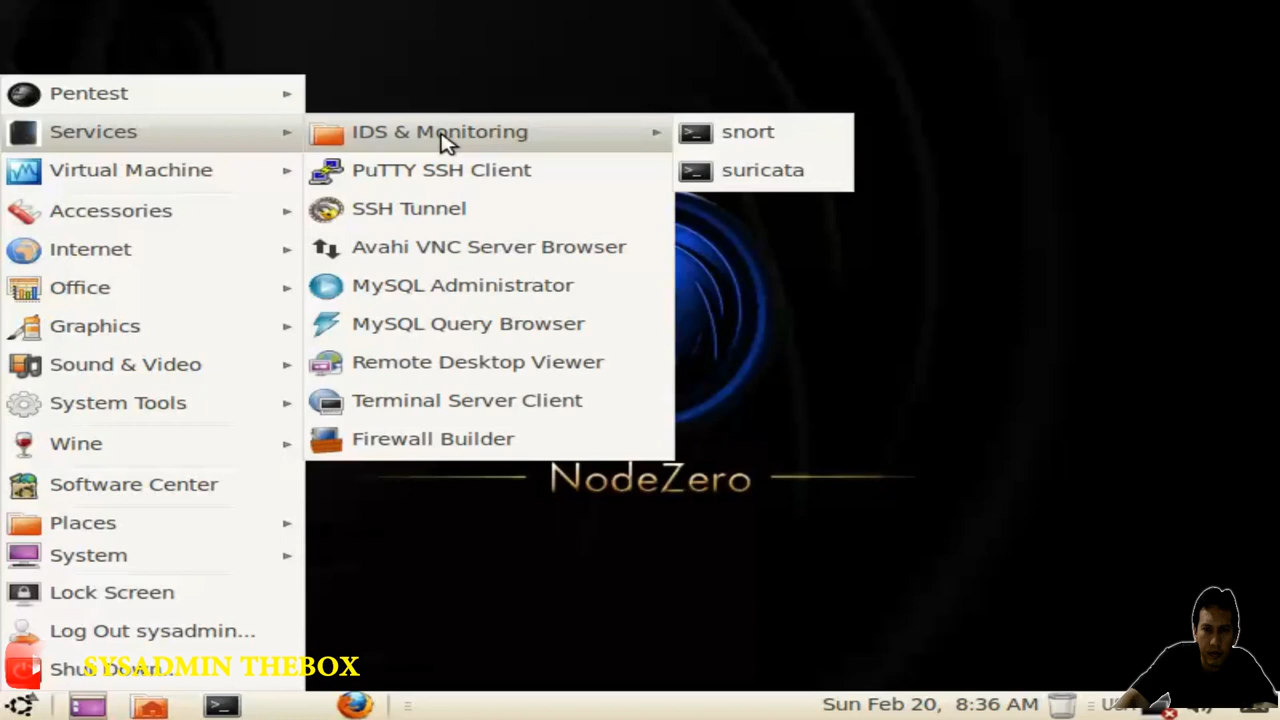 Pentest
Services
Virtual Machine
Accessories
Internet
Office
Graphics
Sound & Video
System Tools
Wine
Software Center
Places
System
Lock Screen
Log Out sysadmin...
Shut Down...
IDS & Monitoring
PuTTY SSH Client
SSH Tunnel
Avahi VNC Server Browser
MySQL Administrator
MySQL Query Browser
Remote Desktop Viewer
Terminal Server Client
Firewall Builder
snort
suricata
NodeZero
SYSADMIN THEBOX
Sun Feb 20, 8:36 AM